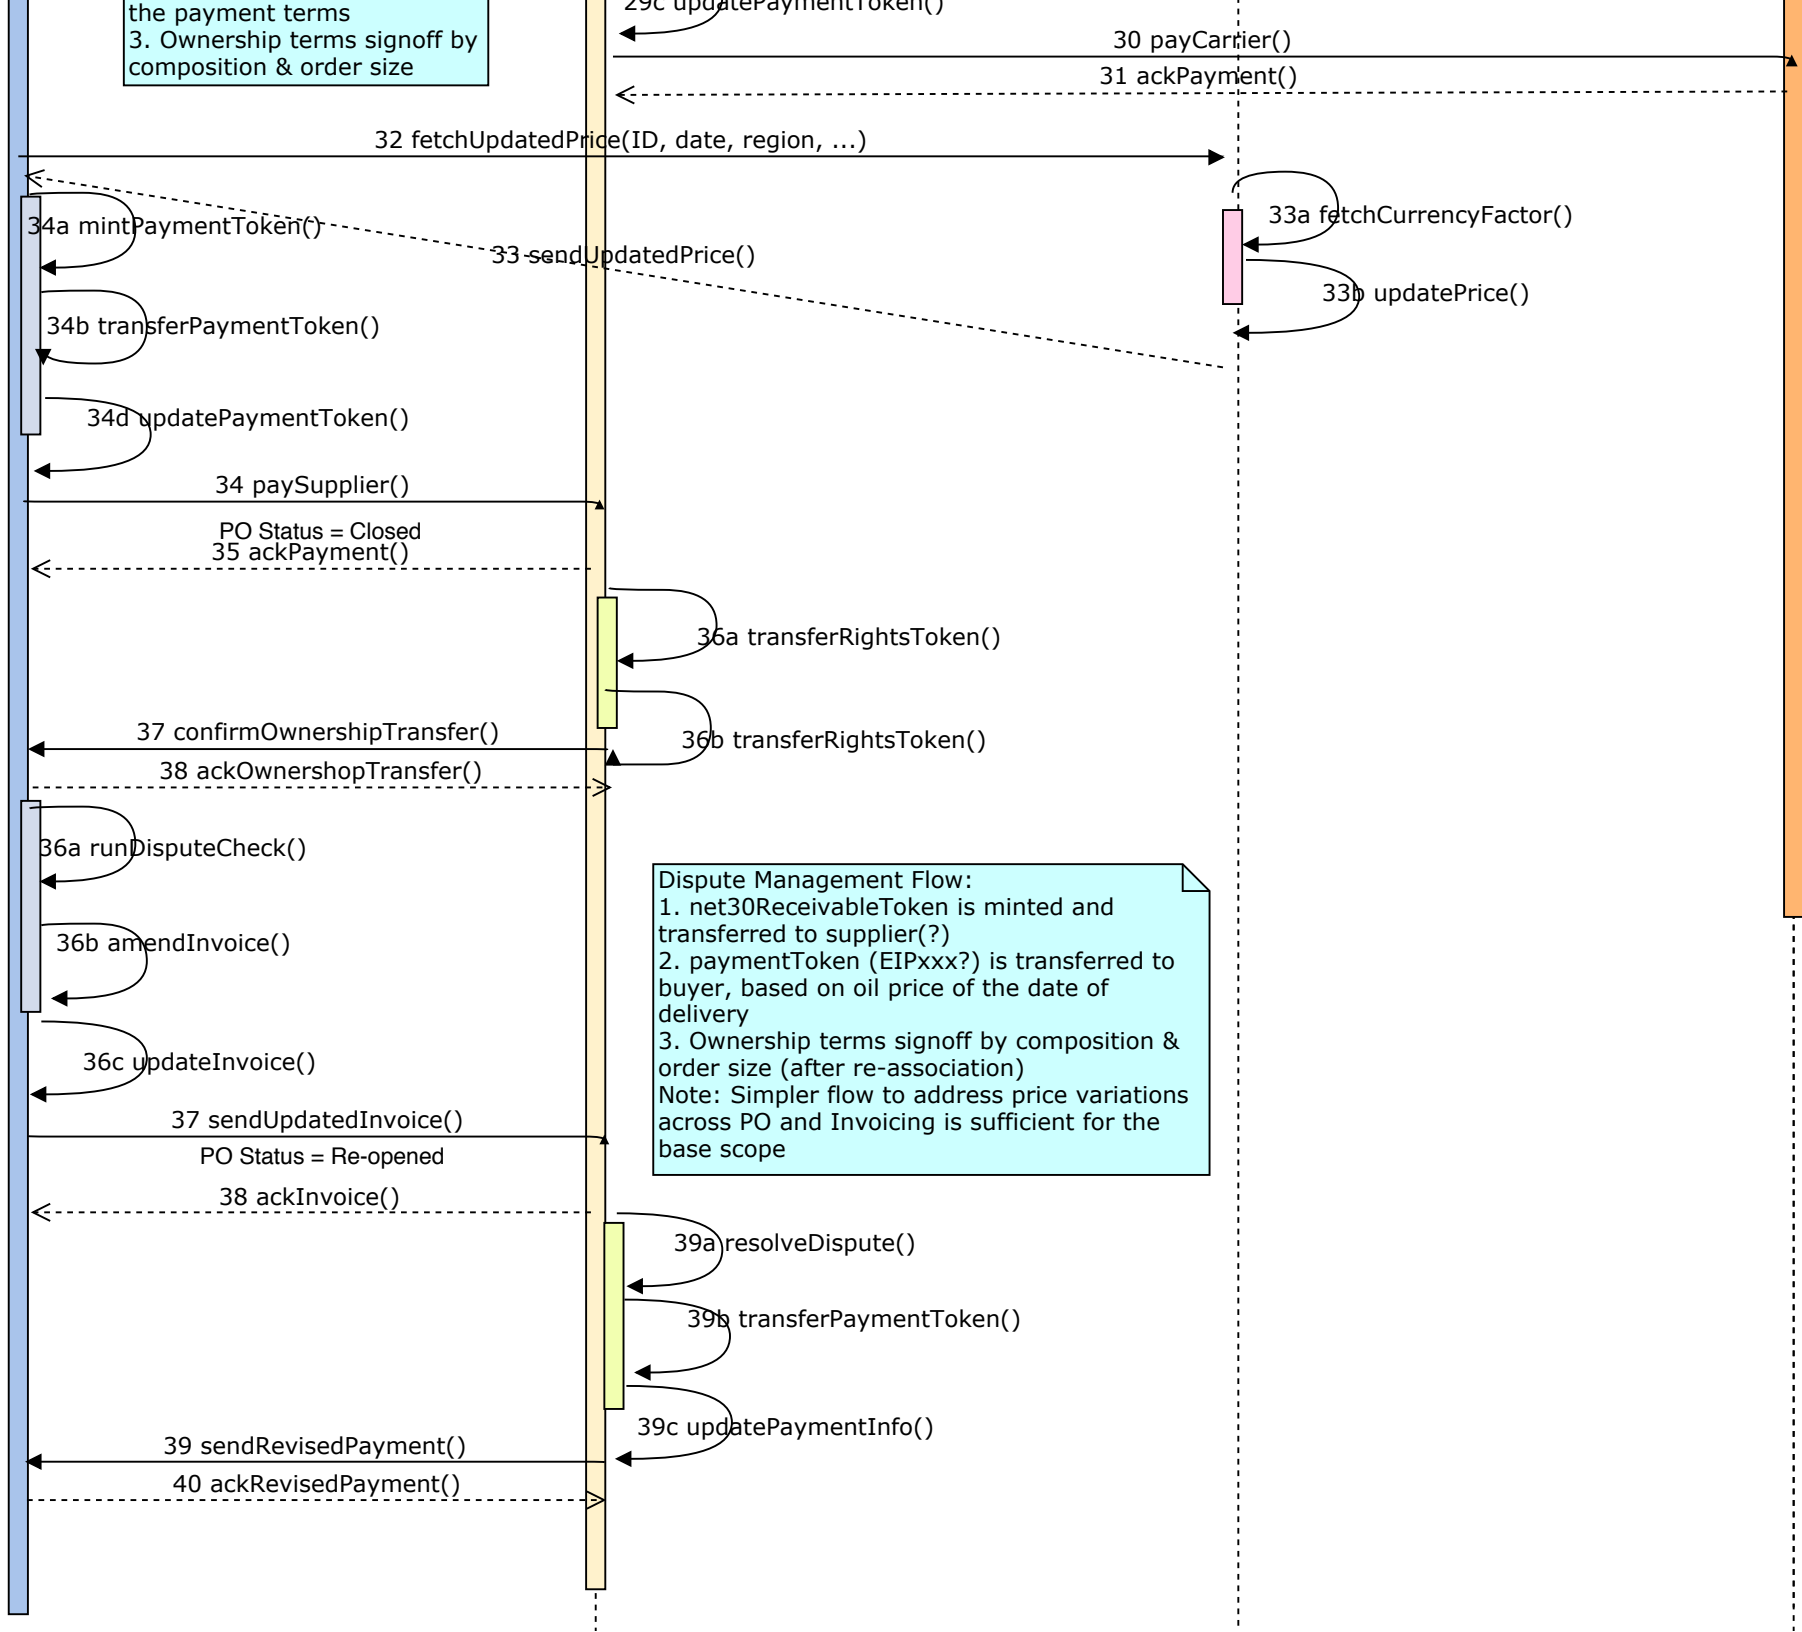 the payment terms
3. Ownership terms signoff by
composition & order size
29c updatePaymentToken()
30 payCarrier()
31 ackPayment()
32 fetchUpdatedPrice(ID, date, region, ...)
33a fetchCurrencyFactor()
34a mintPaymentToken()
33 sendUpdatedPrice()
33b updatePrice()
34b transferPaymentToken()
34d updatePaymentToken()
34 paySupplier()
PO Status = Closed
35 ackPayment()
36a transferRightsToken()
37 confirmOwnershipTransfer()
36b transferRightsToken()
38 ackOwnershopTransfer()
36a runDisputeCheck()
36b amendInvoice()
36c updateInvoice()
Dispute Management Flow:
1. net30ReceivableToken is minted and
transferred to supplier(?)
2. paymentToken (EIPxxx?) is transferred to
buyer, based on oil price of the date of
delivery
3. Ownership terms signoff by composition &
order size (after re-association)
Note: Simpler flow to address price variations
across PO and Invoicing is sufficient for the
base scope
37 sendUpdatedInvoice()
PO Status = Re-opened
38 ackInvoice()
39a resolveDispute()
39b transferPaymentToken()
39c updatePaymentInfo()
39 sendRevisedPayment()
40 ackRevisedPayment()